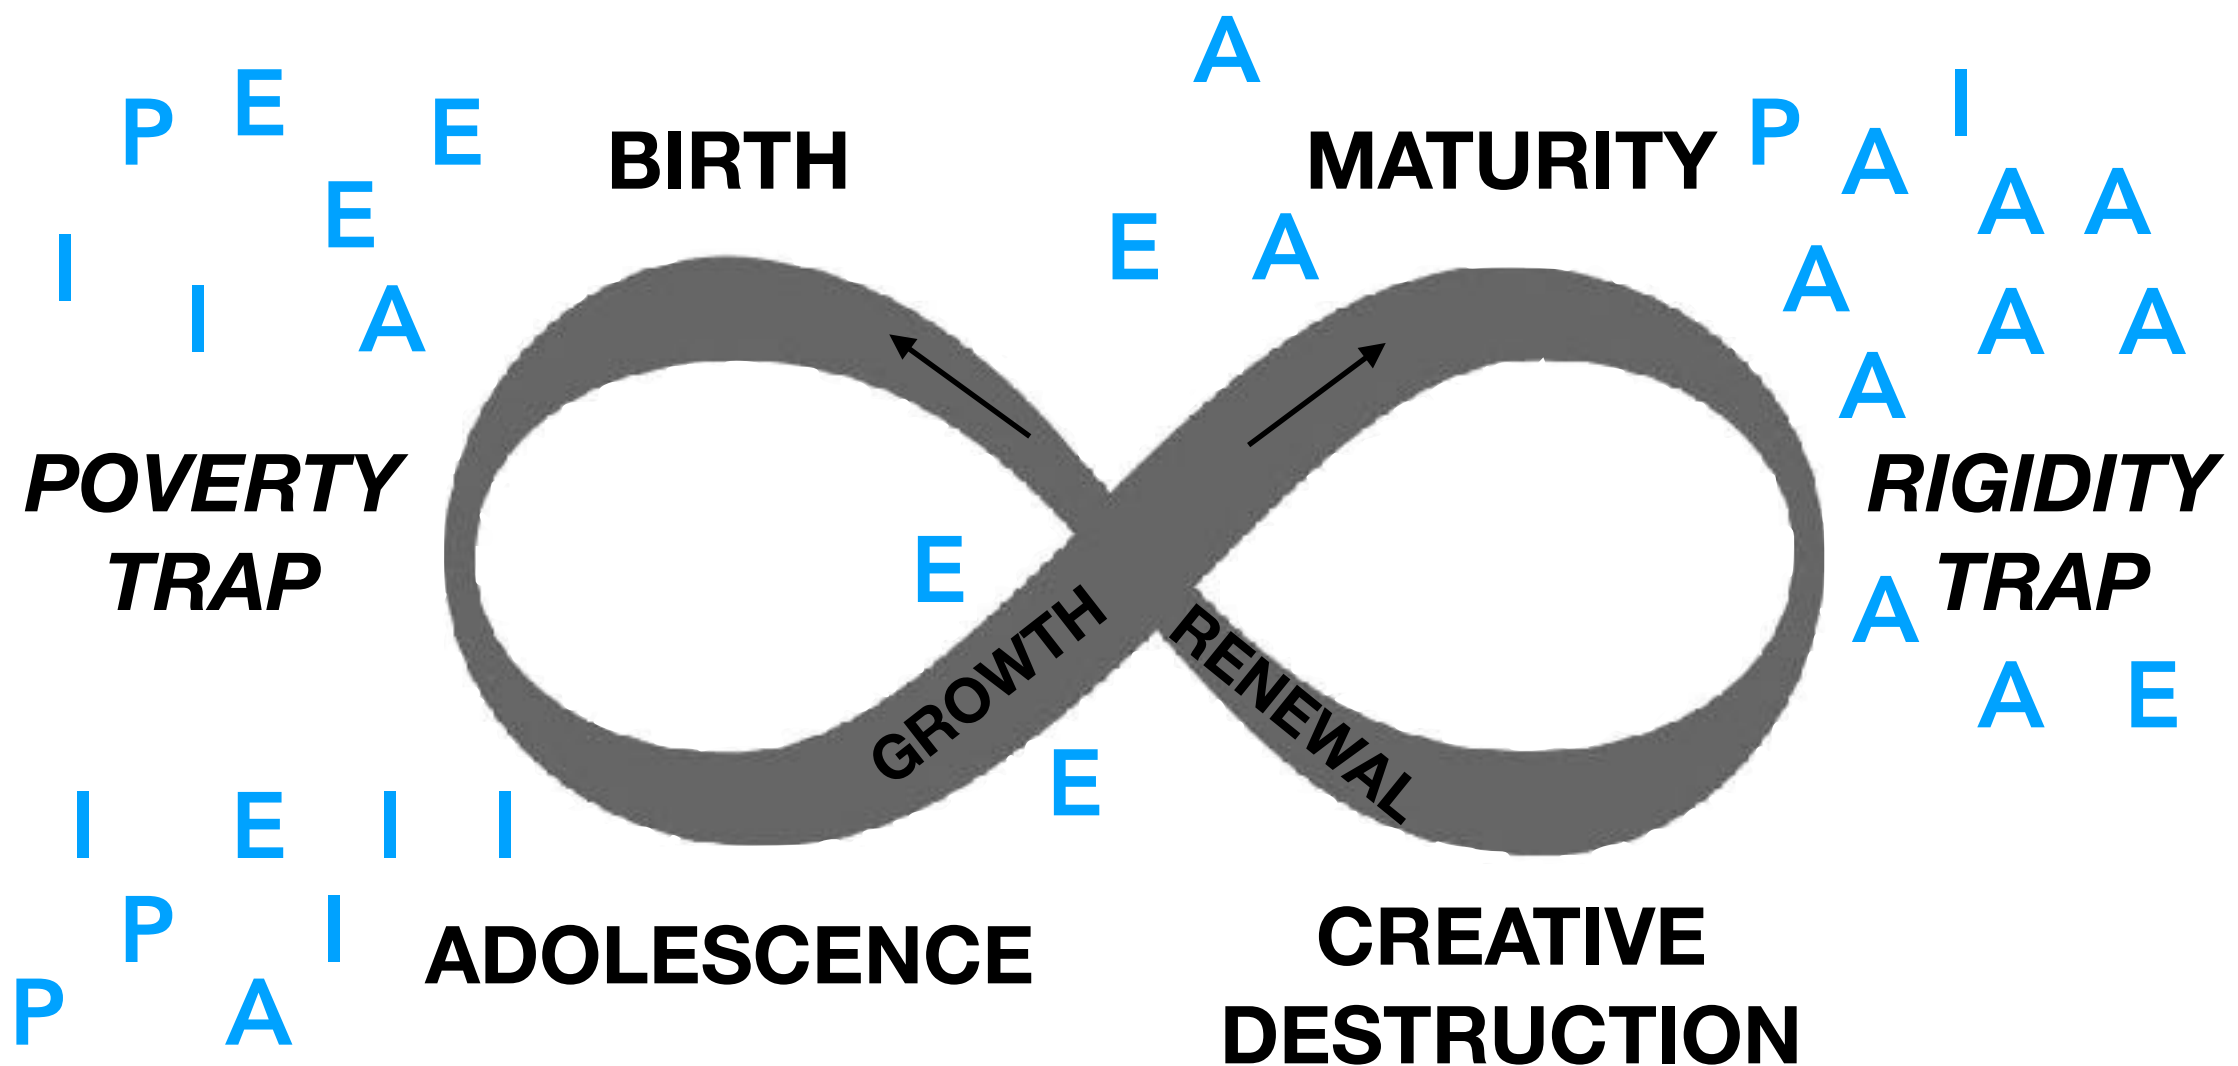 A
P E E I
BIRTH MATURITY P A
E A A
I E A A
I A A A A
A
POVERTY
TRAP
RIGIDITY
TRAP
E
A
GROWTH
RENEWAL
A E
E
I E I I
P I
ADOLESCENCE
P A
CREATIVE
DESTRUCTION